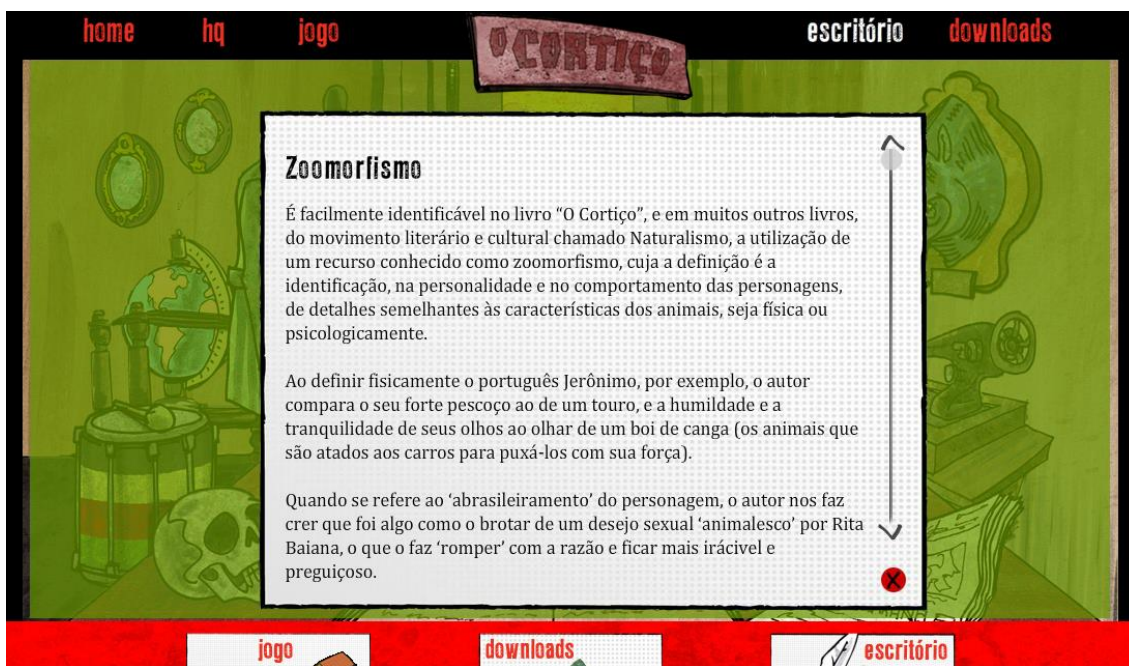 home hq jogo O CORTIÇO escritório downloads
Zoomorfismo
É facilmente identificável no livro “O Cortiço”, e em muitos outros livros,
do movimento literário e cultural chamado Naturalismo, a utilização de
um recurso conhecido como zoomorfismo, cuja a definição é a
identificação, na personalidade e no comportamento das personagens,
de detalhes semelhantes às características dos animais, seja física ou
psicologicamente.
Ao definir fisicamente o português Jerônimo, por exemplo, o autor
compara o seu forte pescoço ao de um touro, e a humildade e a
tranquilidade de seus olhos ao olhar de um boi de canga (os animais que
são atados aos carros para puxá-los com sua força).
Quando se refere ao ‘abrasileiramento’ do personagem, o autor nos faz
crer que foi algo como o brotar de um desejo sexual ‘animalesco’ por Rita
Baiana, o que o faz ‘romper’ com a razão e ficar mais irácivel e
preguiçoso.
X
jogo downloads escritório